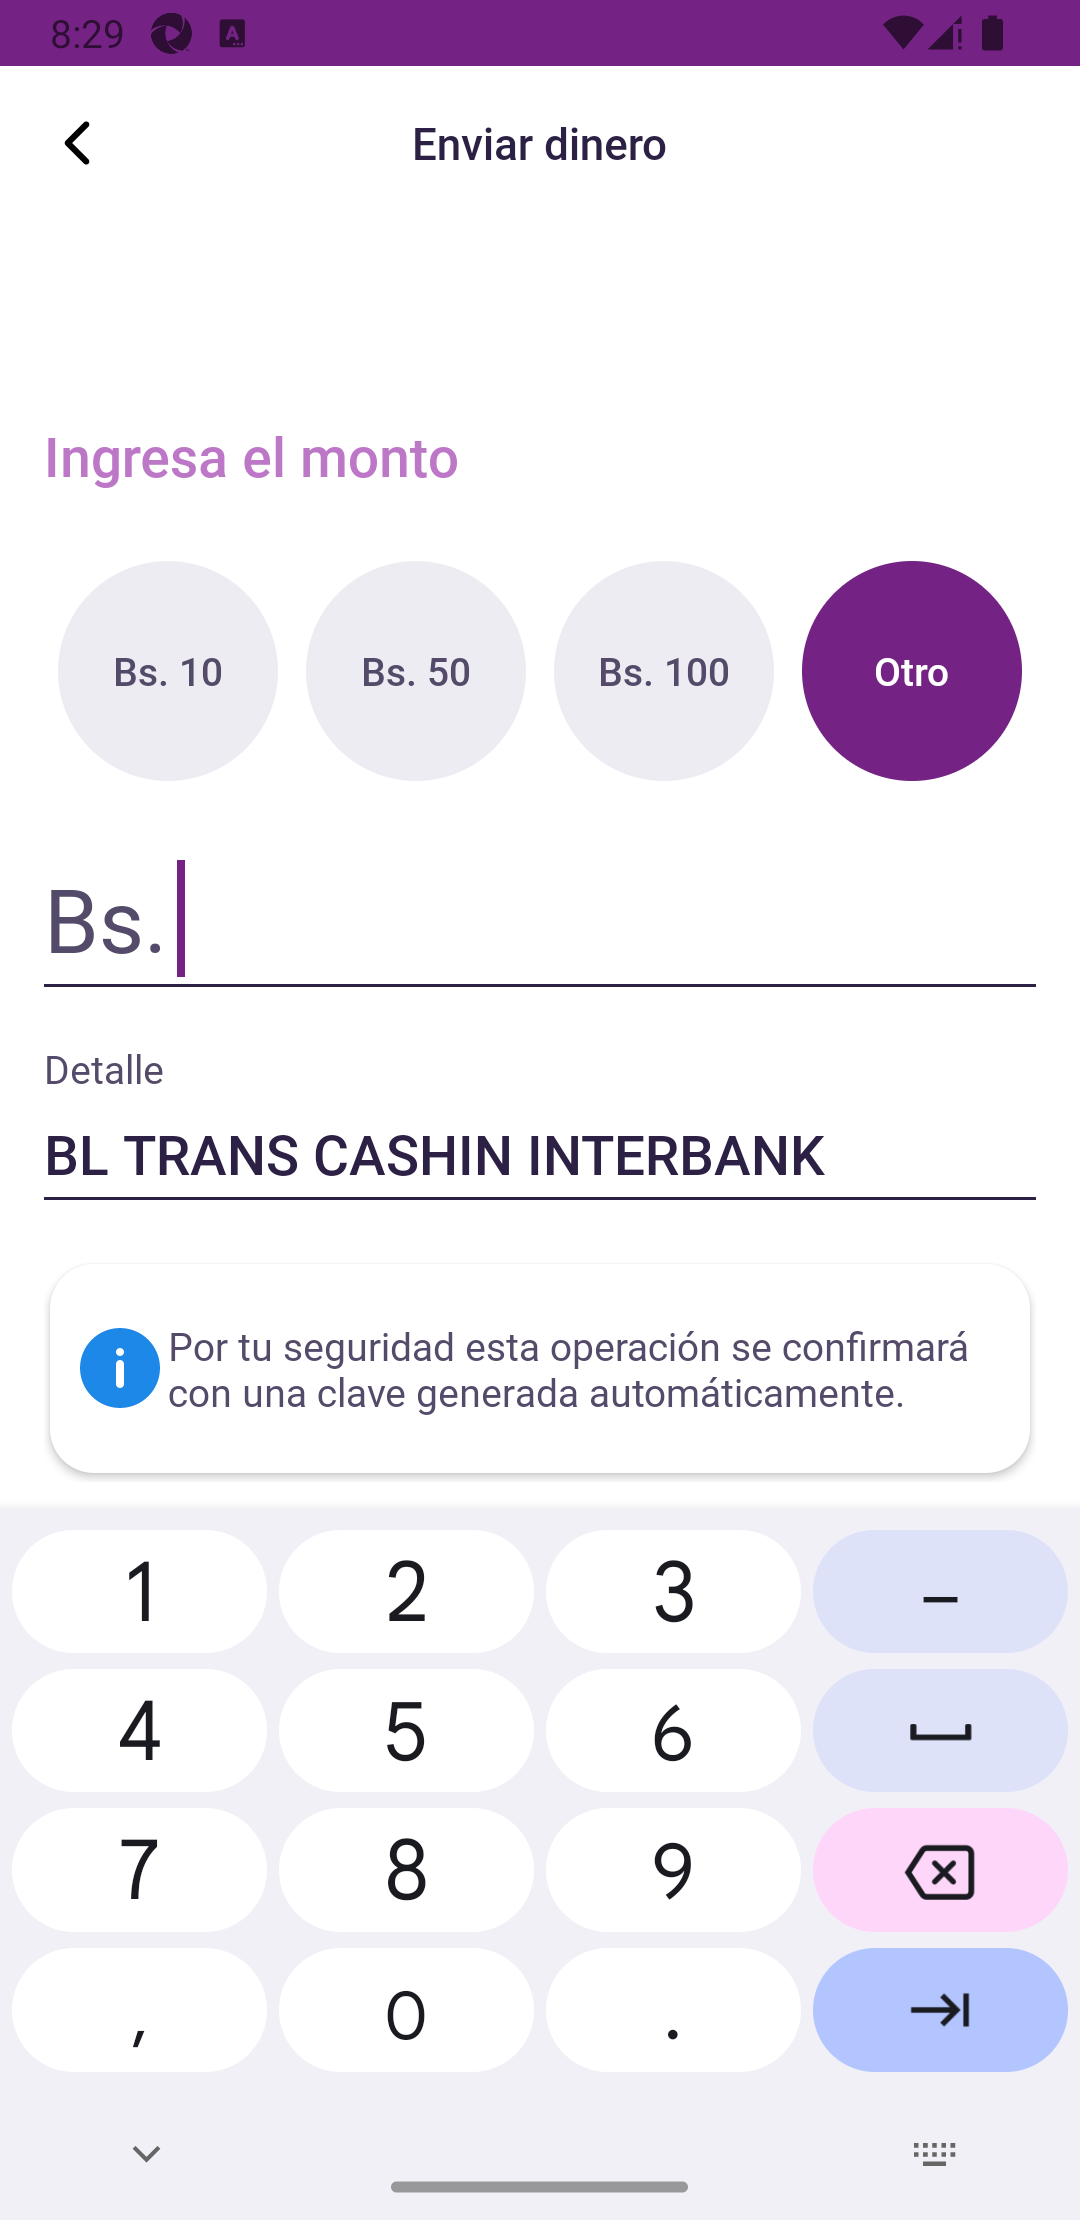 8:29
Enviar dinero
Ingresa el monto
Bs. 10
Bs. 50
Bs. 100
Otro
Bs.
Detalle
BL TRANS CASHIN INTERBANK
Por tu seguridad esta operación se confirmará
con una clave generada automáticamente.
1 2 3 –
4 5 6
7 8 9
, 0 .